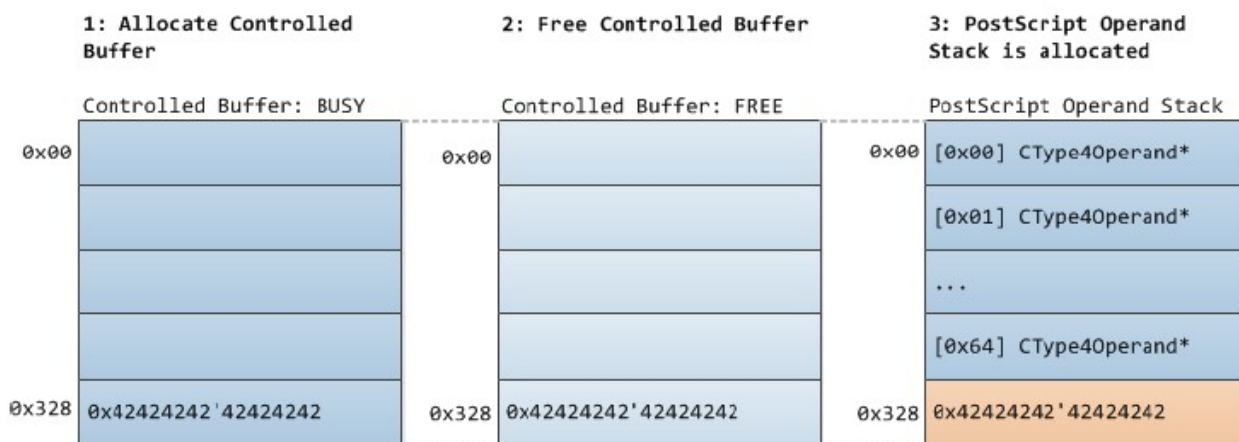 1: Allocate Controlled
Buffer
2: Free Controlled Buffer
3: PostScript Operand
Stack is allocated
Controlled Buffer: BUSY
Controlled Buffer: FREE
PostScript Operand Stack
0x00
0x00
0x00
[0x00] CType4Operand*
[0x01] CType4Operand*
...
[0x64] CType4Operand*
0x328
0x42424242'42424242
0x328
0x42424242'42424242
0x328
0x42424242'42424242